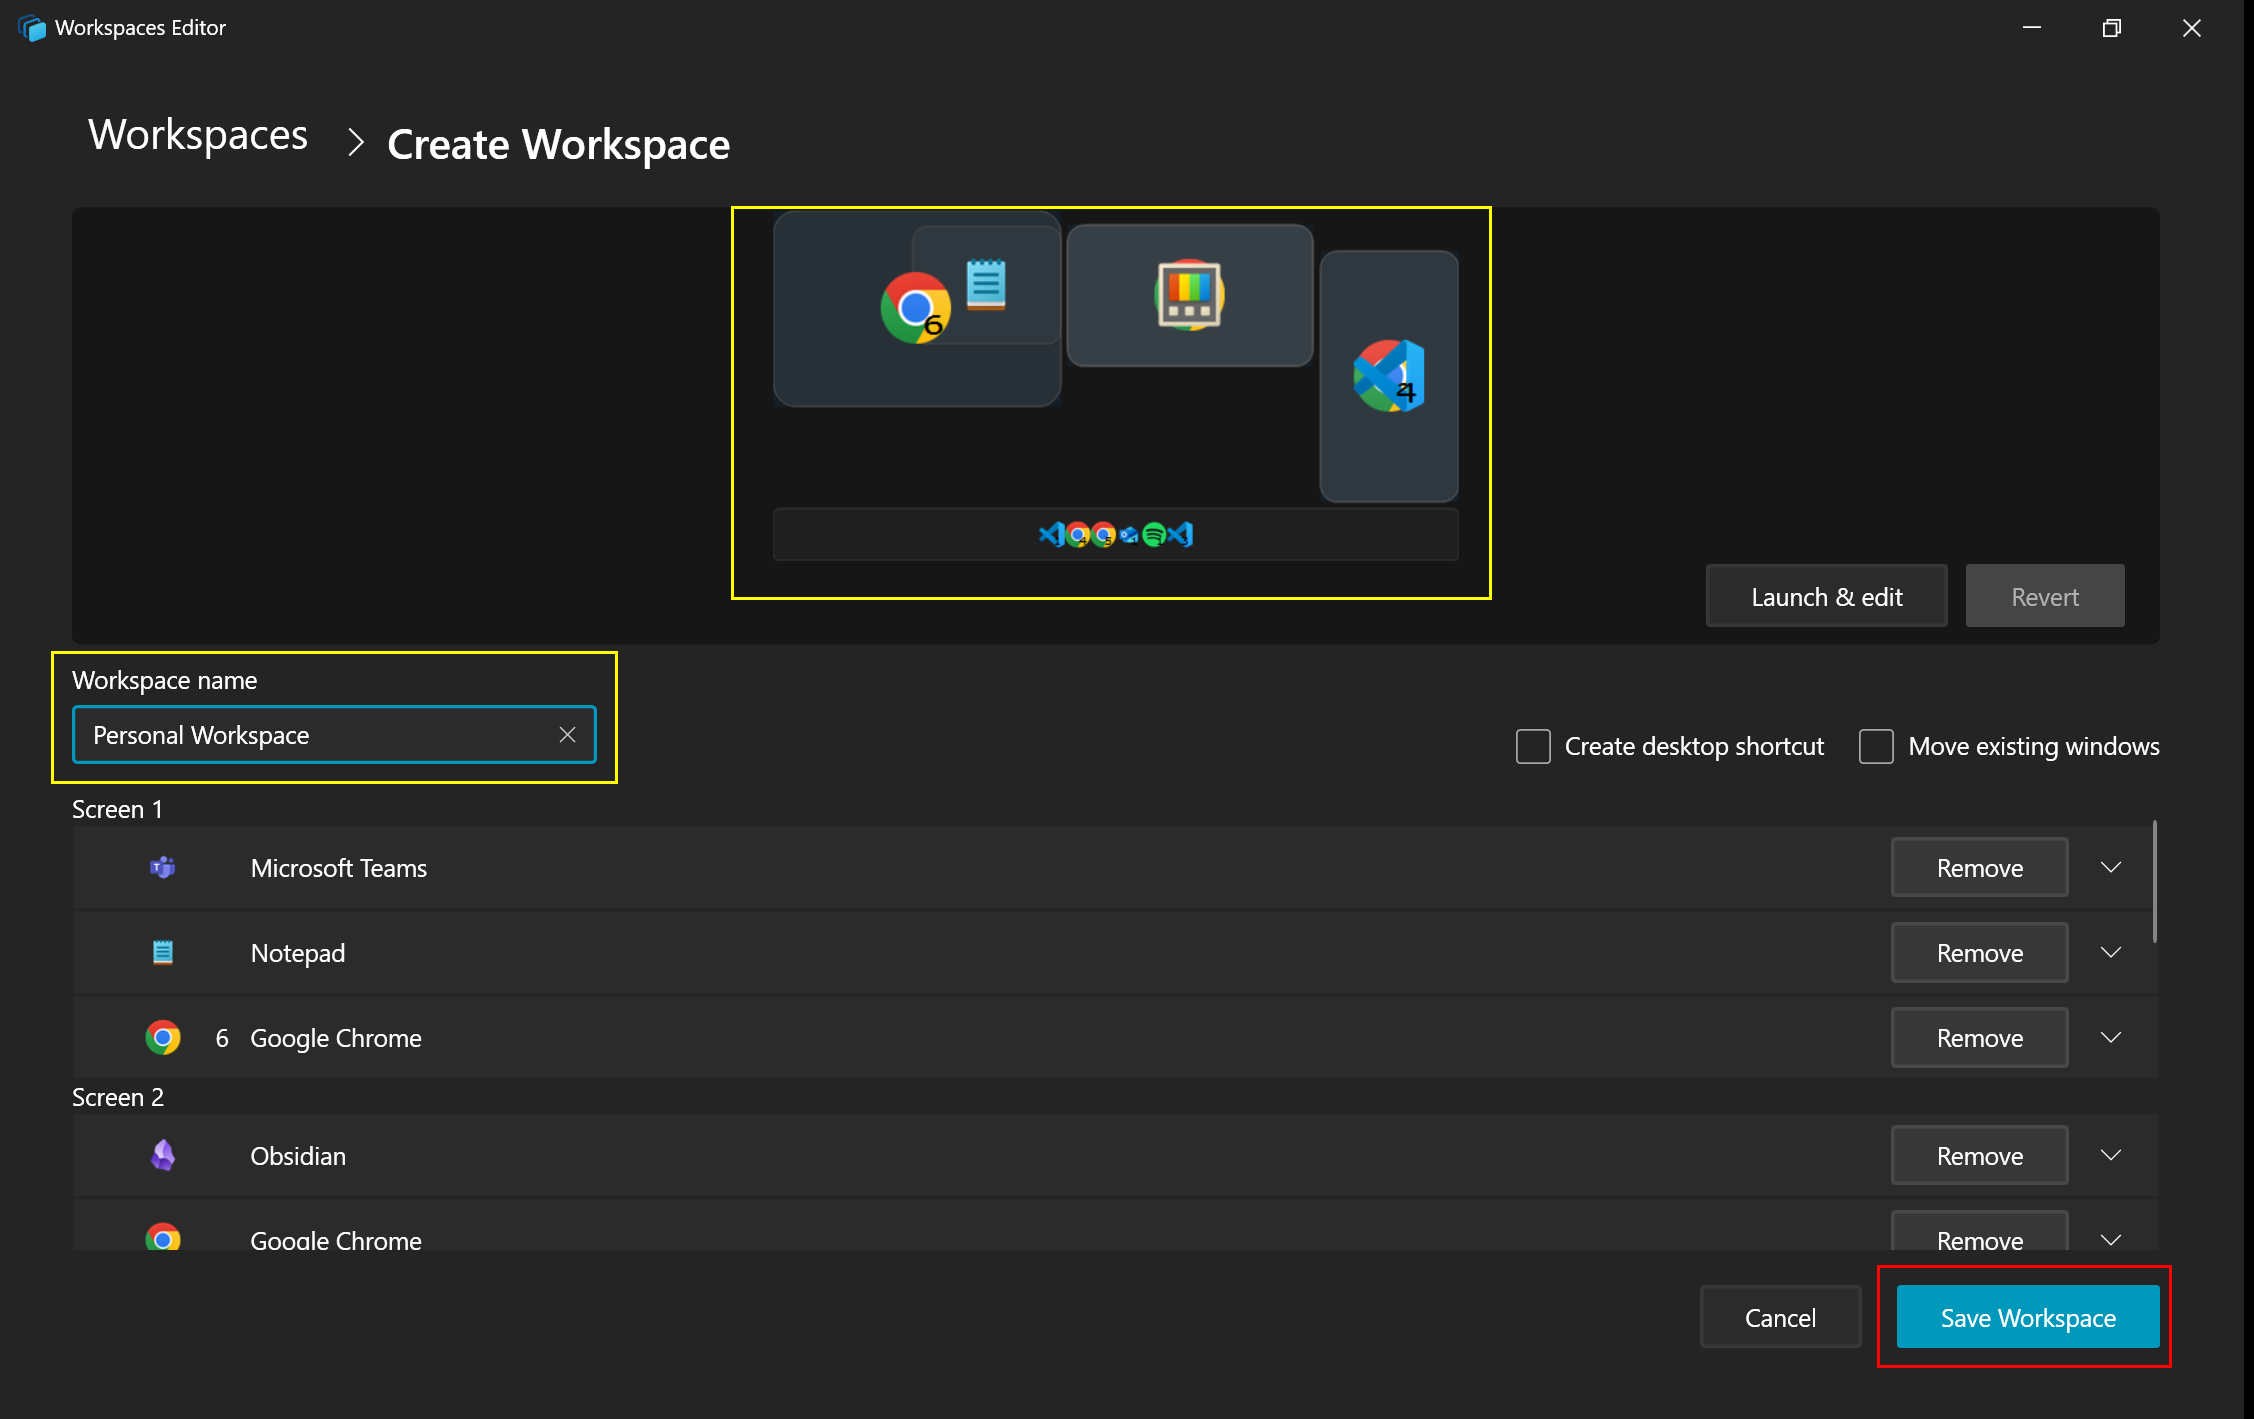 Workspaces Editor
Workspaces > Create Workspace
6
4
Launch & edit
Revert
Workspace name
Personal Workspace
Create desktop shortcut
Move existing windows
Screen 1
Microsoft Teams
Remove
Notepad
Remove
6 Google Chrome
Remove
Screen 2
Obsidian
Remove
Google Chrome
Remove
Cancel
Save Workspace